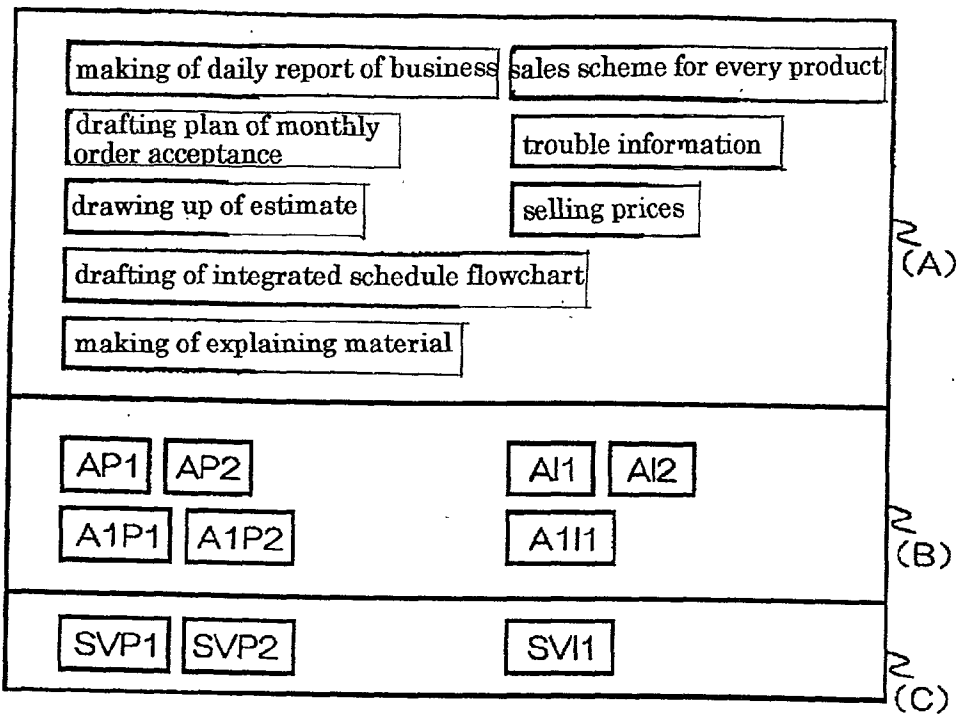 making of daily report of business
sales scheme for every product
drafting plan of monthly
order acceptance
trouble information
drawing up of estimate
selling prices
drafting of integrated schedule flowchart
making of explaining material
(A)
AP1 AP2 AI1 AI2
A1P1 A1P2 A1I1
(B)
SVP1 SVP2 SVI1
(C)